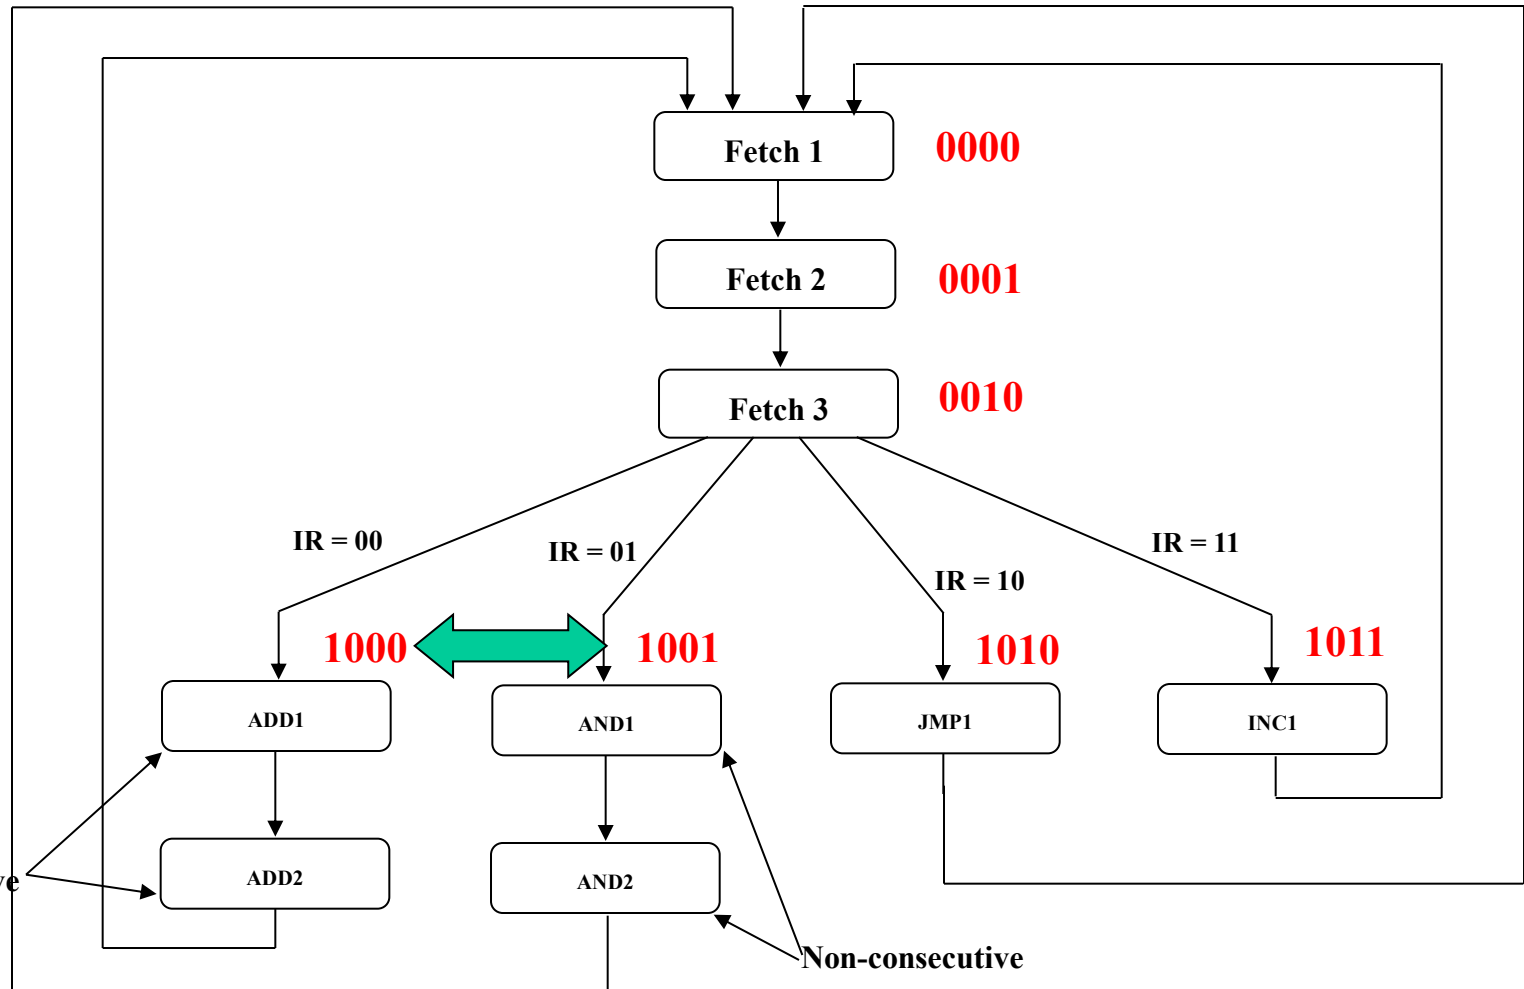 Fetch 1
0000
Fetch 2
0001
Fetch 3
0010
IR = 00
IR = 01
IR = 10
IR = 11
1000
1001
1010
1011
ADD1
AND1
JMP1
INC1
ADD2
AND2
Non-consecutive